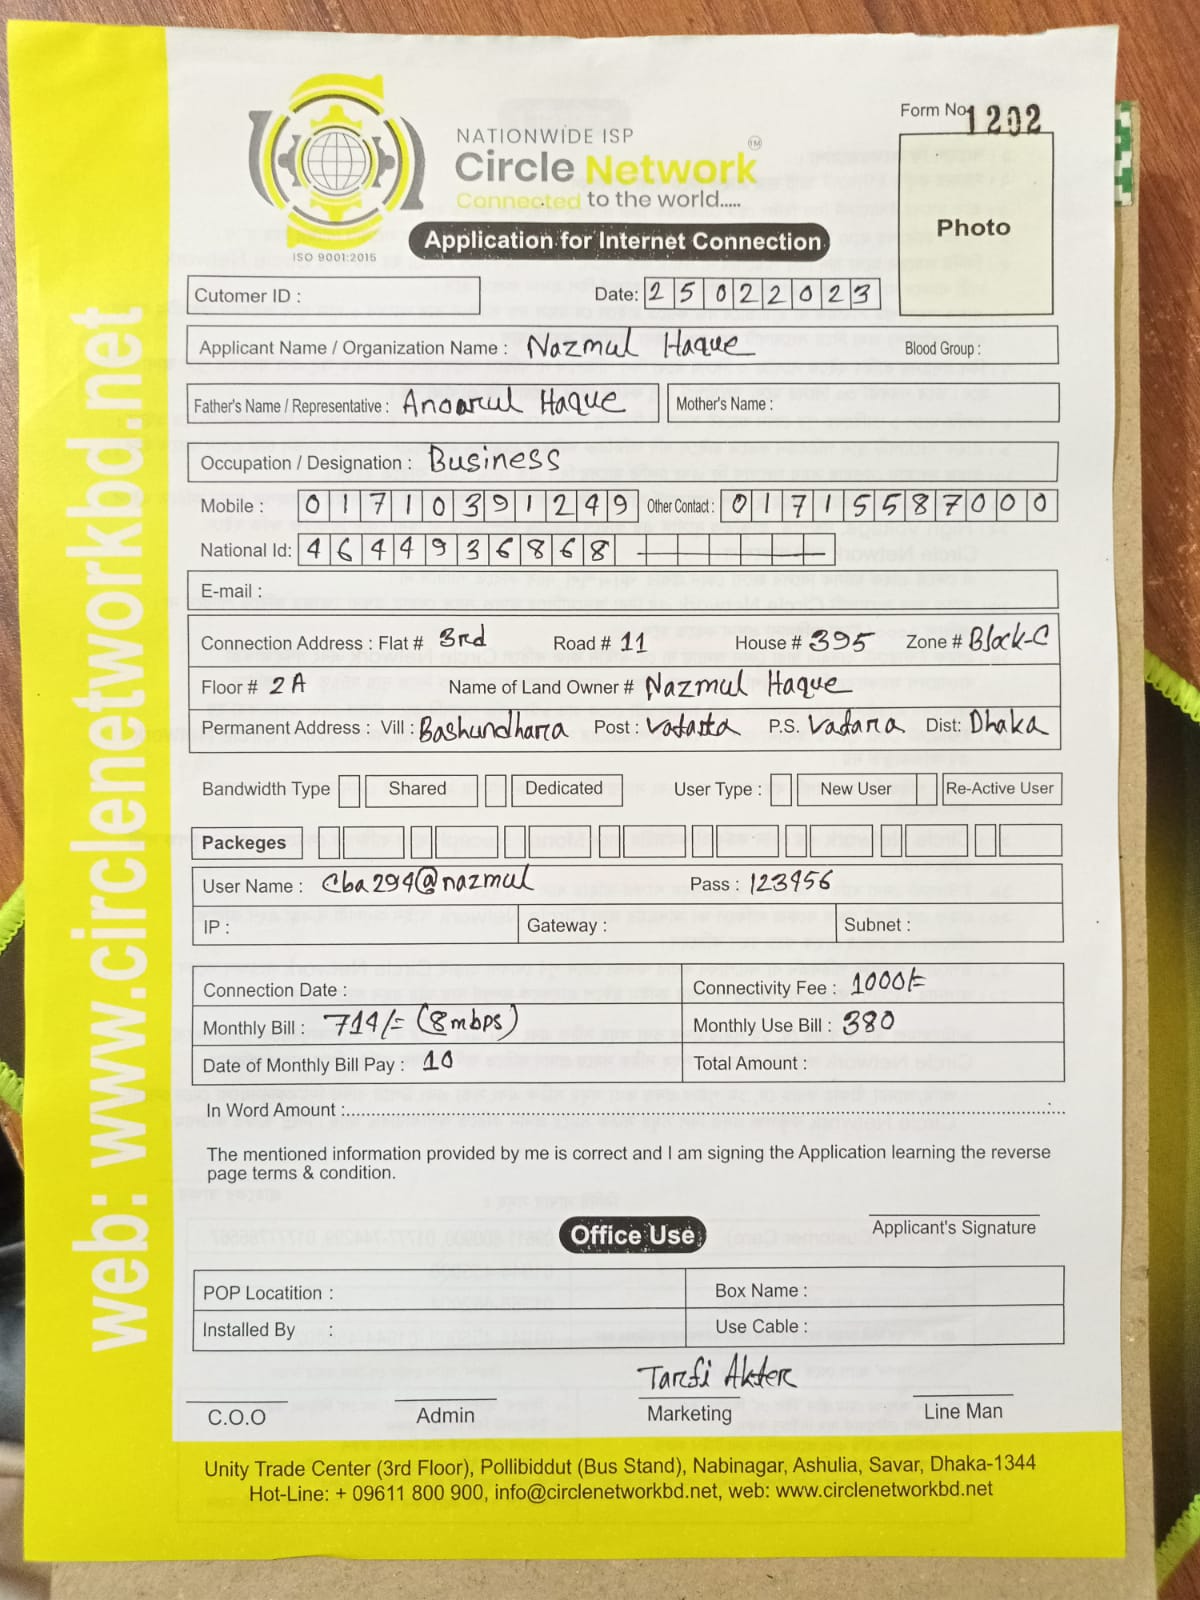 Form No. 1202
NATIONWiDE ISP
Circle Network TM
Connected to the world.....
ISO 9001:2015
Application for Internet Connection
Photo
Cutomer ID :
Date: 25022023
Applicant Name / Organization Name : Nazmul Haque Blood Group :
Father's Name / Representative : Anoarul Haque Mother's Name :
Occupation / Designation : Business
Mobile : 01710391249 Other Contact : 01715587000
National Id: 4644936868
E-mail :
Connection Address : Flat # 3rd Road # 11 House # 395 Zone # Block-C
Floor # 2A Name of Land Owner # Nazmul Haque
Permanent Address : Vill : Bashundhara Post : Vatara P.S. Vadara Dist: Dhaka
Bandwidth Type Shared Dedicated User Type : New User Re-Active User
Packeges
User Name : Cba294@nazmul Pass : 123456
IP : Gateway : Subnet :
Connection Date : Connectivity Fee : 1000/=
Monthly Bill : 714/= (8mbps) Monthly Use Bill : 380
Date of Monthly Bill Pay : 10 Total Amount :
In Word Amount :
The mentioned information provided by me is correct and I am signing the Application learning the reverse
page terms & condition.
Applicant's Signature
Office Use
POP Locatition : Box Name :
Installed By : Use Cable :
Tarfi Akter
C.O.O Admin Marketing Line Man
Unity Trade Center (3rd Floor), Pollibiddut (Bus Stand), Nabinagar, Ashulia, Savar, Dhaka-1344
Hot-Line: + 09611 800 900, info@circlenetworkbd.net, web: www.circlenetworkbd.net
web: www.circlenetworkbd.net